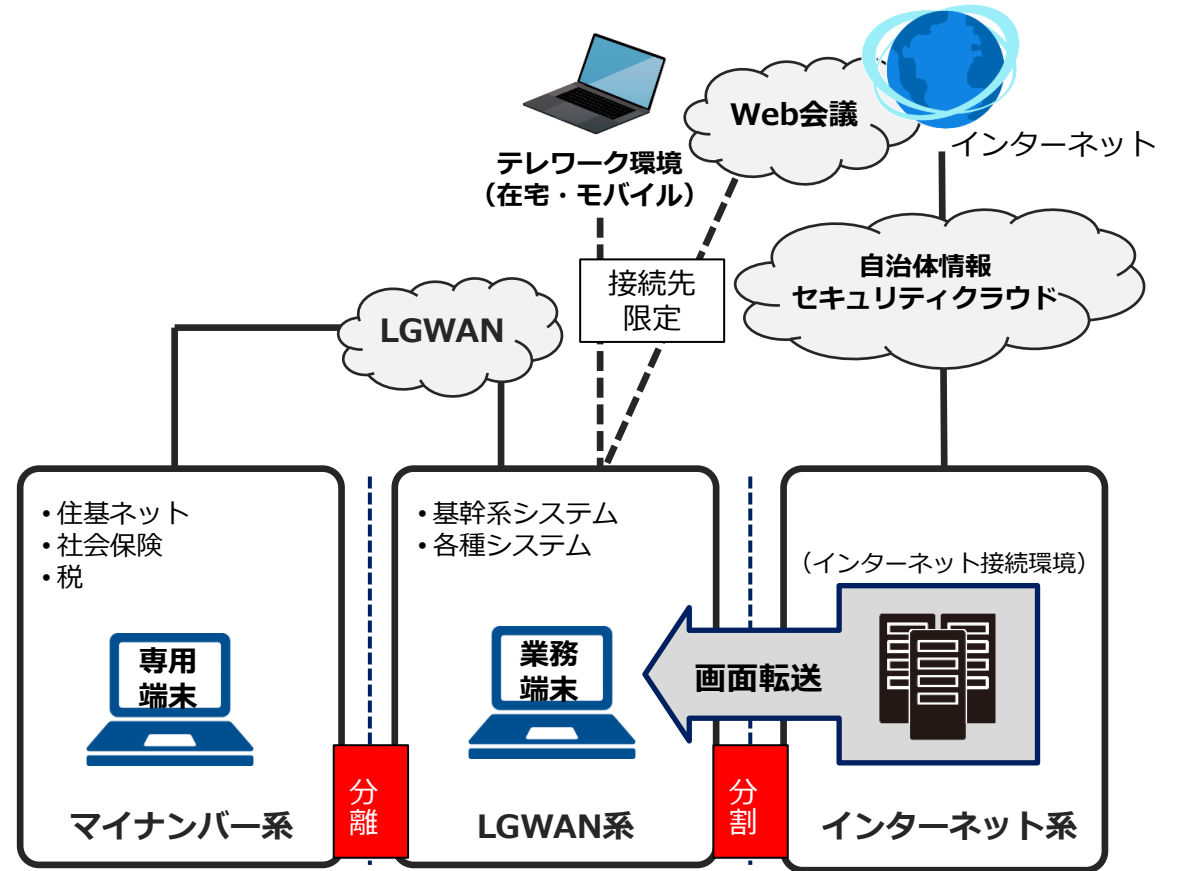 Web会議
インターネット
テレワーク環境
（在宅・モバイル）
自治体情報
セキュリティクラウド
接続先
限定
LGWAN
•住基ネット
•社会保険
•税
•基幹系システム
•各種システム
（インターネット接続環境）
専用
端末
業務
端末
画面転送
分離
分割
マイナンバー系
LGWAN系
インターネット系